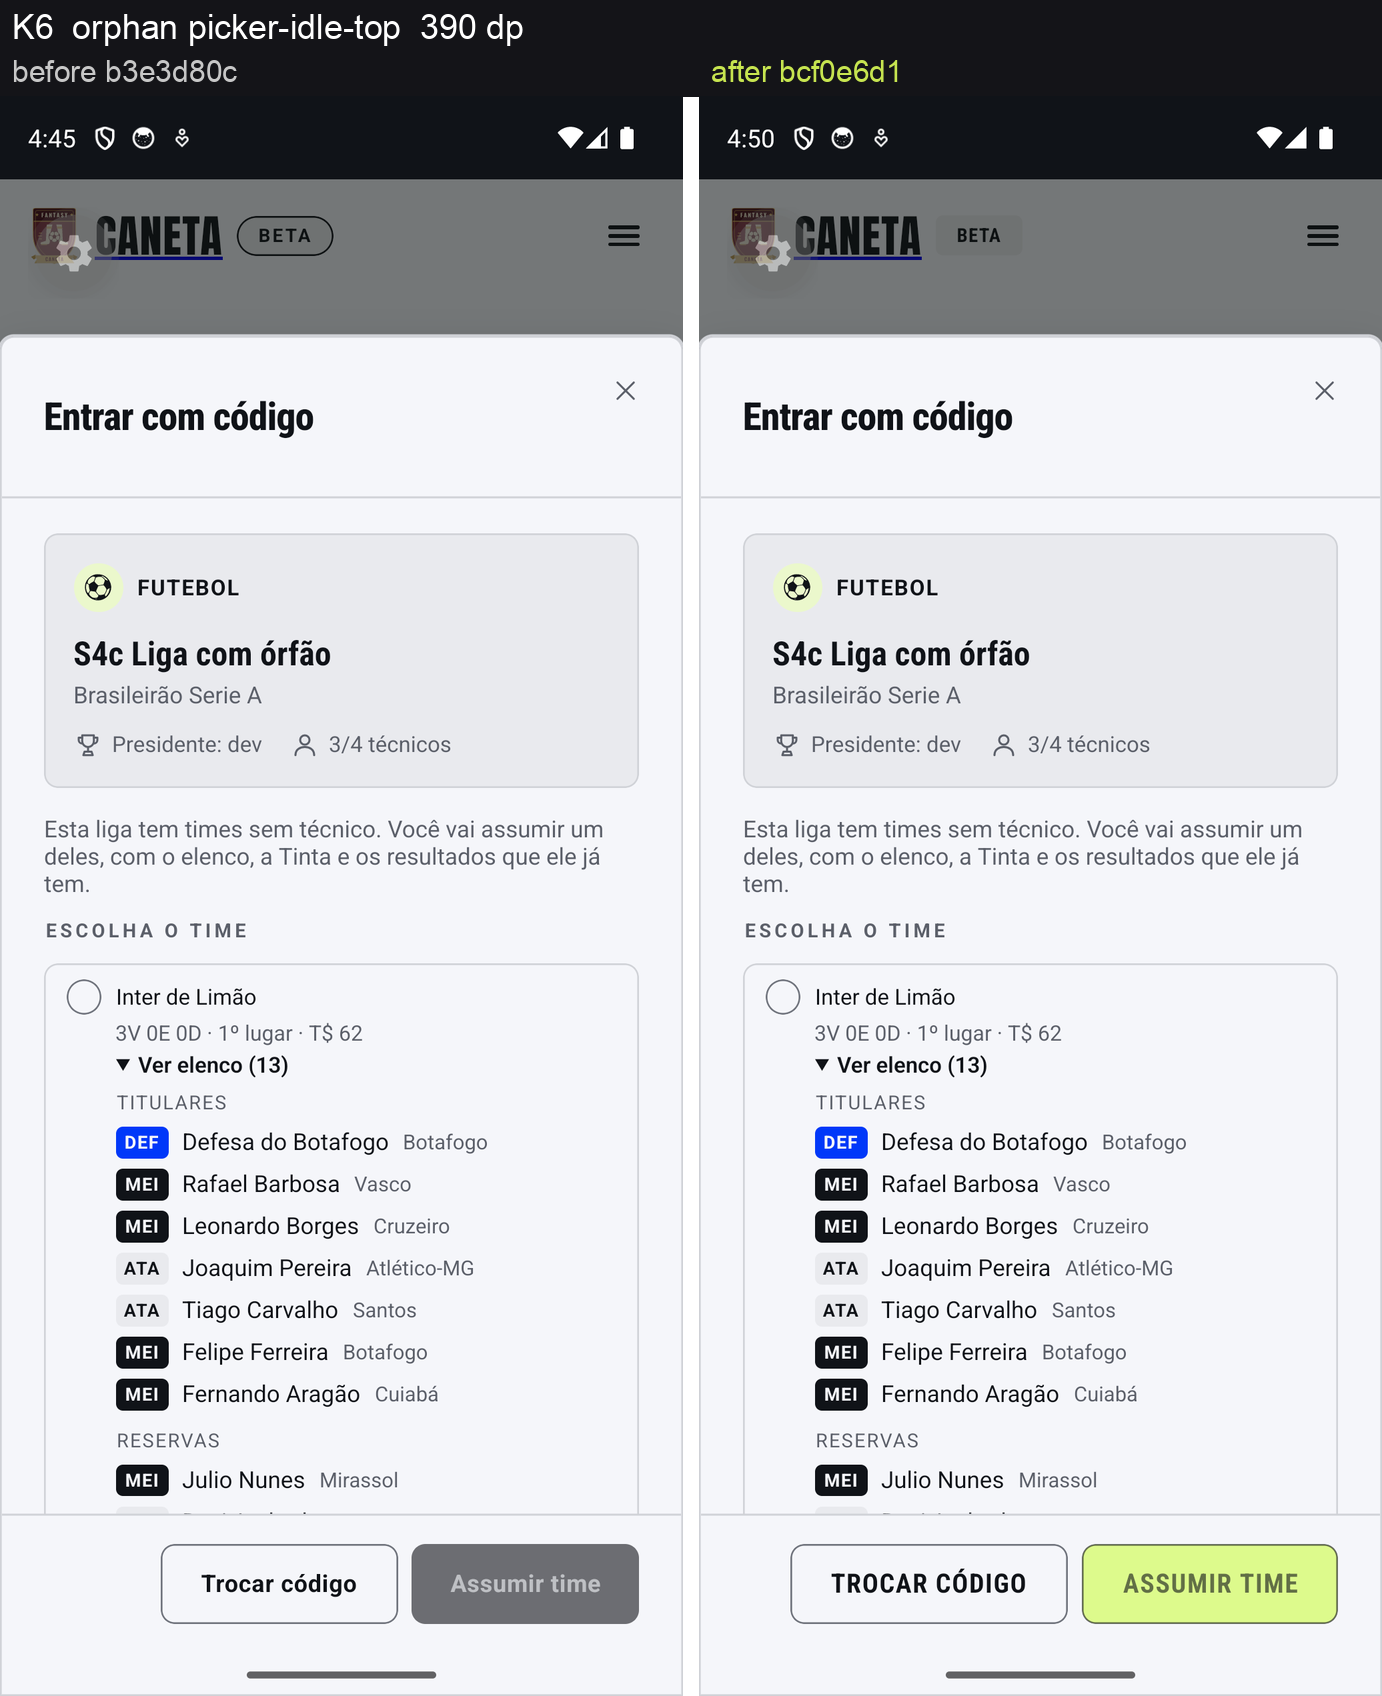 K6 orphan picker-idle-top 390 dp
before b3e3d80c
after bcf0e6d1
4:45
FANTASY
CANETA
BETA
Entrar com código
FUTEBOL
S4c Liga com órfão
Brasileirão Serie A
Presidente: dev
3/4 técnicos
Esta liga tem times sem técnico. Você vai assumir um
deles, com o elenco, a Tinta e os resultados que ele já
tem.
ESCOLHA O TIME
Inter de Limão
3V 0E 0D · 1º lugar · T$ 62
▼ Ver elenco (13)
TITULARES
DEF Defesa do Botafogo Botafogo
MEI Rafael Barbosa Vasco
MEI Leonardo Borges Cruzeiro
ATA Joaquim Pereira Atlético-MG
ATA Tiago Carvalho Santos
MEI Felipe Ferreira Botafogo
MEI Fernando Aragão Cuiabá
RESERVAS
MEI Julio Nunes Mirassol
Trocar código
Assumir time
4:50
FANTASY
CANETA
BETA
Entrar com código
FUTEBOL
S4c Liga com órfão
Brasileirão Serie A
Presidente: dev
3/4 técnicos
Esta liga tem times sem técnico. Você vai assumir um
deles, com o elenco, a Tinta e os resultados que ele já
tem.
ESCOLHA O TIME
Inter de Limão
3V 0E 0D · 1º lugar · T$ 62
▼ Ver elenco (13)
TITULARES
DEF Defesa do Botafogo Botafogo
MEI Rafael Barbosa Vasco
MEI Leonardo Borges Cruzeiro
ATA Joaquim Pereira Atlético-MG
ATA Tiago Carvalho Santos
MEI Felipe Ferreira Botafogo
MEI Fernando Aragão Cuiabá
RESERVAS
MEI Julio Nunes Mirassol
TROCAR CÓDIGO
ASSUMIR TIME